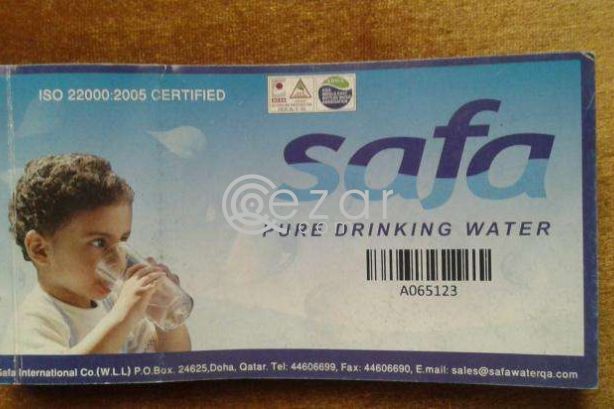 ISO 22000:2005 CERTIFIED
safa
Qezar
PURE DRINKING WATER
A065123
Safa International Co.(W.L.L) P.O.Box. 24625,Doha, Qatar. Tel: 44606699, Fax: 44606690, E.mail: sales@safawaterqa.com